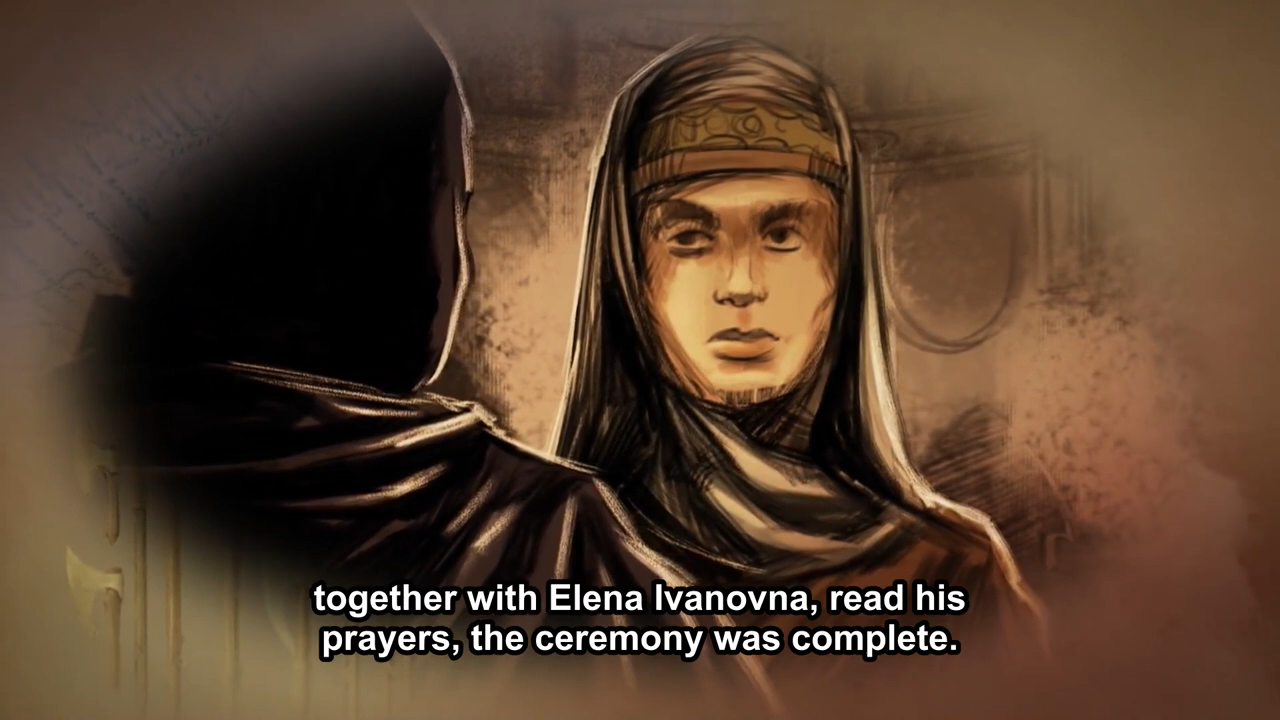 together with Elena Ivanovna, read his
prayers, the ceremony was complete.